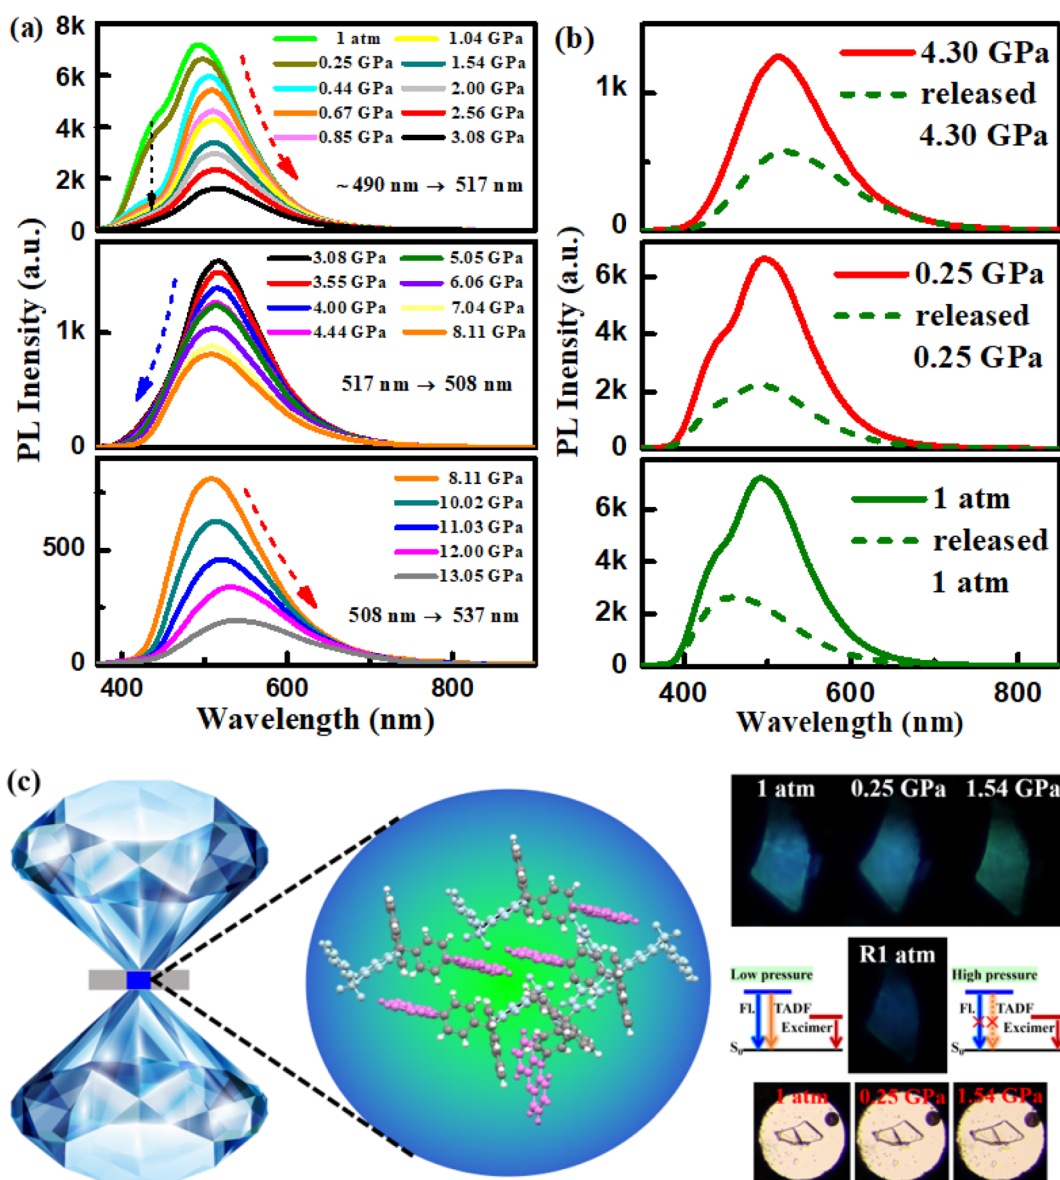 (a)
8k
6k
4k
2k
0
1 atm
0.25 GPa
0.44 GPa
0.67 GPa
0.85 GPa
1.04 GPa
1.54 GPa
2.00 GPa
2.56 GPa
3.08 GPa
~ 490 nm → 517 nm
1k
0
3.08 GPa
3.55 GPa
4.00 GPa
4.44 GPa
5.05 GPa
6.06 GPa
7.04 GPa
8.11 GPa
517 nm → 508 nm
500
0
8.11 GPa
10.02 GPa
11.03 GPa
12.00 GPa
13.05 GPa
508 nm → 537 nm
400 600 800
Wavelength (nm)
PL Inensity (a.u.)
(b)
1k
0
4.30 GPa
released
4.30 GPa
6k
4k
2k
0
0.25 GPa
released
0.25 GPa
6k
4k
2k
0
1 atm
released
1 atm
400 600 800
Wavelength (nm)
PL Inensity (a.u.)
(c)
1 atm 0.25 GPa 1.54 GPa
R1 atm
Low pressure
Fl. TADF
Excimer
S₀
High pressure
Fl. TADF
Excimer
S₀
1 atm 0.25 GPa 1.54 GPa